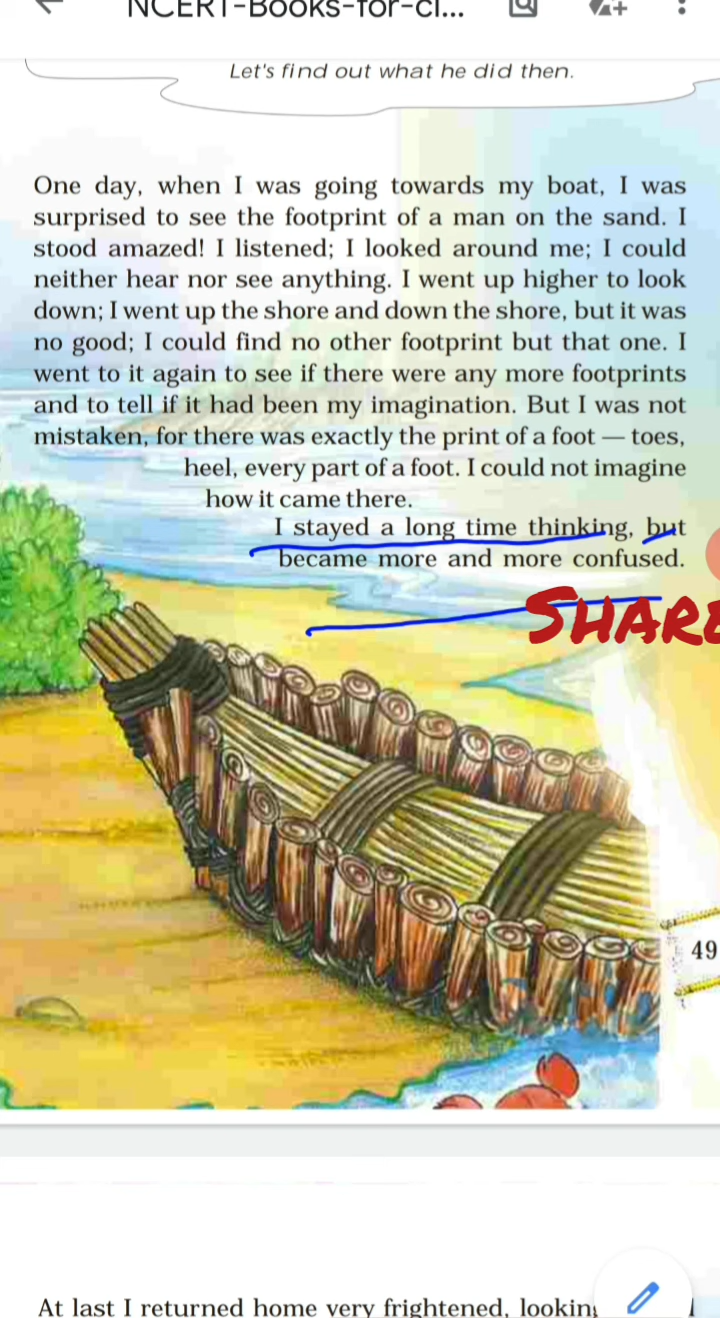 NCERT-Books-for-cl...
Let's find out what he did then.
One day, when I was going towards my boat, I was
surprised to see the footprint of a man on the sand. I
stood amazed! I listened; I looked around me; I could
neither hear nor see anything. I went up higher to look
down; I went up the shore and down the shore, but it was
no good; I could find no other footprint but that one. I
went to it again to see if there were any more footprints
and to tell if it had been my imagination. But I was not
mistaken, for there was exactly the print of a foot — toes,
heel, every part of a foot. I could not imagine
how it came there.
I stayed a long time thinking, but
became more and more confused.
SHARE
49
At last I returned home very frightened, looking